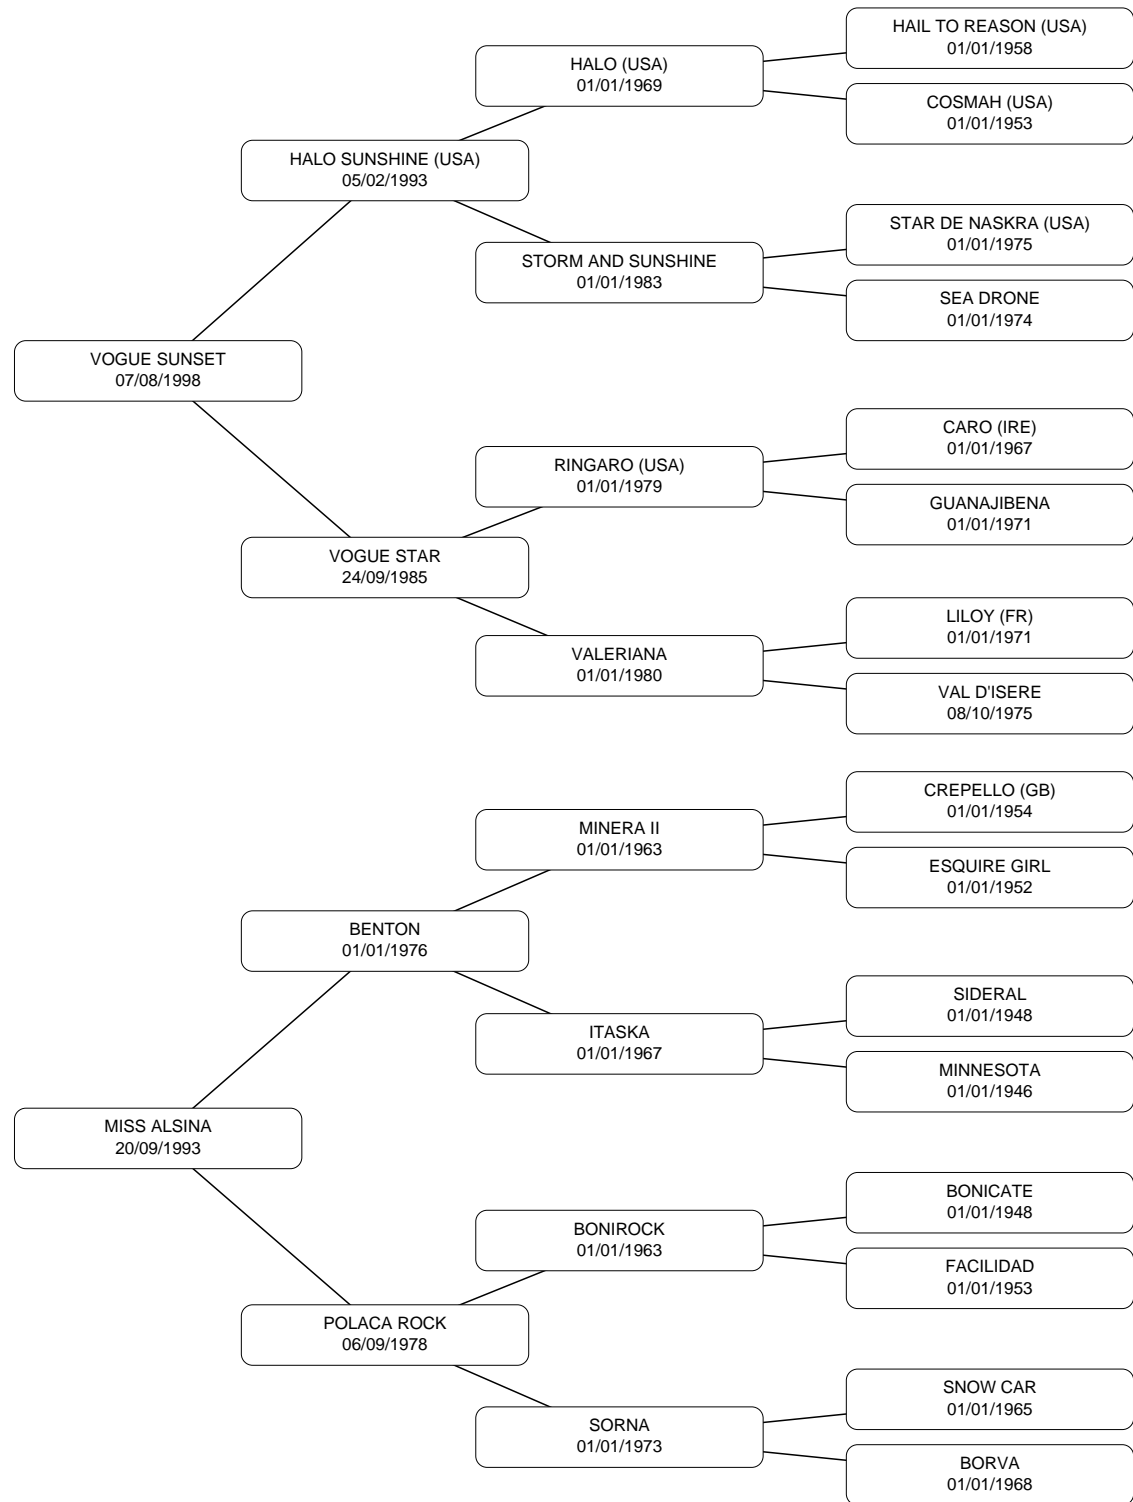 HAIL TO REASON (USA)
01/01/1958
HALO (USA)
01/01/1969
COSMAH (USA)
01/01/1953
HALO SUNSHINE (USA)
05/02/1993
STAR DE NASKRA (USA)
01/01/1975
STORM AND SUNSHINE
01/01/1983
SEA DRONE
01/01/1974
VOGUE SUNSET
07/08/1998
CARO (IRE)
01/01/1967
RINGARO (USA)
01/01/1979
GUANAJIBENA
01/01/1971
VOGUE STAR
24/09/1985
LILOY (FR)
01/01/1971
VALERIANA
01/01/1980
VAL D'ISERE
08/10/1975
CREPELLO (GB)
01/01/1954
MINERA II
01/01/1963
ESQUIRE GIRL
01/01/1952
BENTON
01/01/1976
SIDERAL
01/01/1948
ITASKA
01/01/1967
MINNESOTA
01/01/1946
MISS ALSINA
20/09/1993
BONICATE
01/01/1948
BONIROCK
01/01/1963
FACILIDAD
01/01/1953
POLACA ROCK
06/09/1978
SNOW CAR
01/01/1965
SORNA
01/01/1973
BORVA
01/01/1968